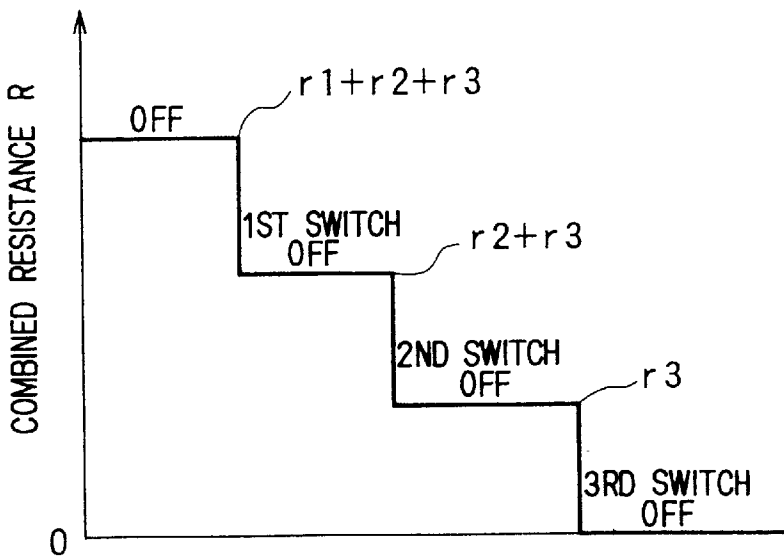 r1+r2+r3
OFF
1ST SWITCH
OFF
r2+r3
2ND SWITCH
OFF
r3
3RD SWITCH
OFF
0
COMBINED RESISTANCE R